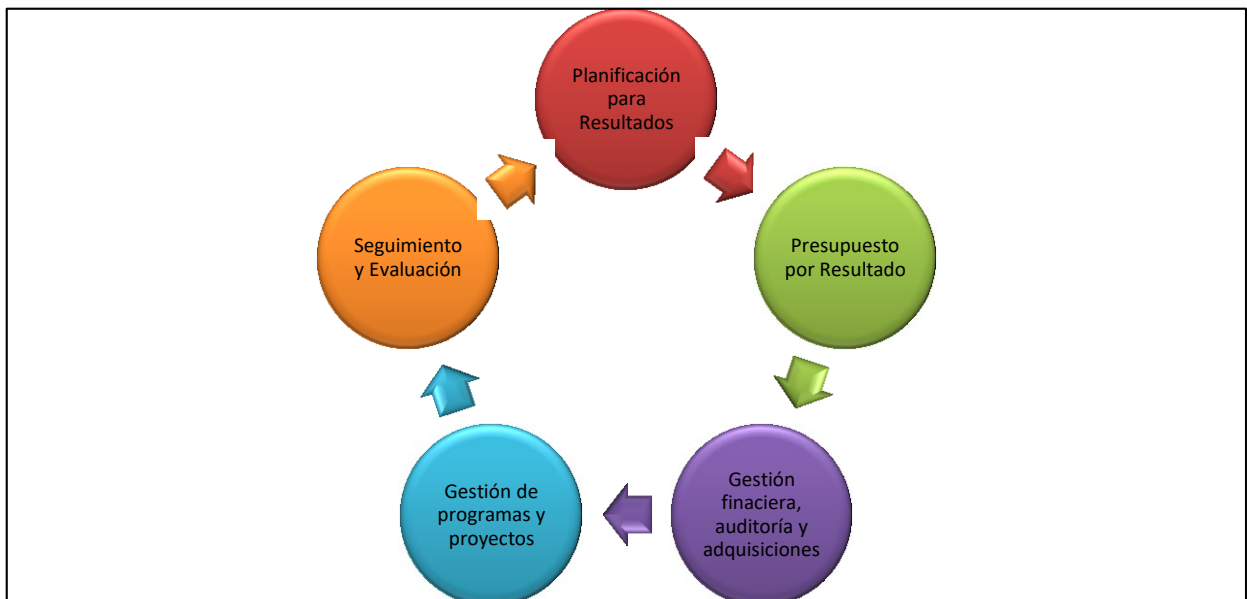 Planificación
para
Resultados
Presupuesto
por Resultado
Gestión
finaciera,
auditoría y
adquisiciones
Gestión de
programas y
proyectos
Seguimiento
y Evaluación